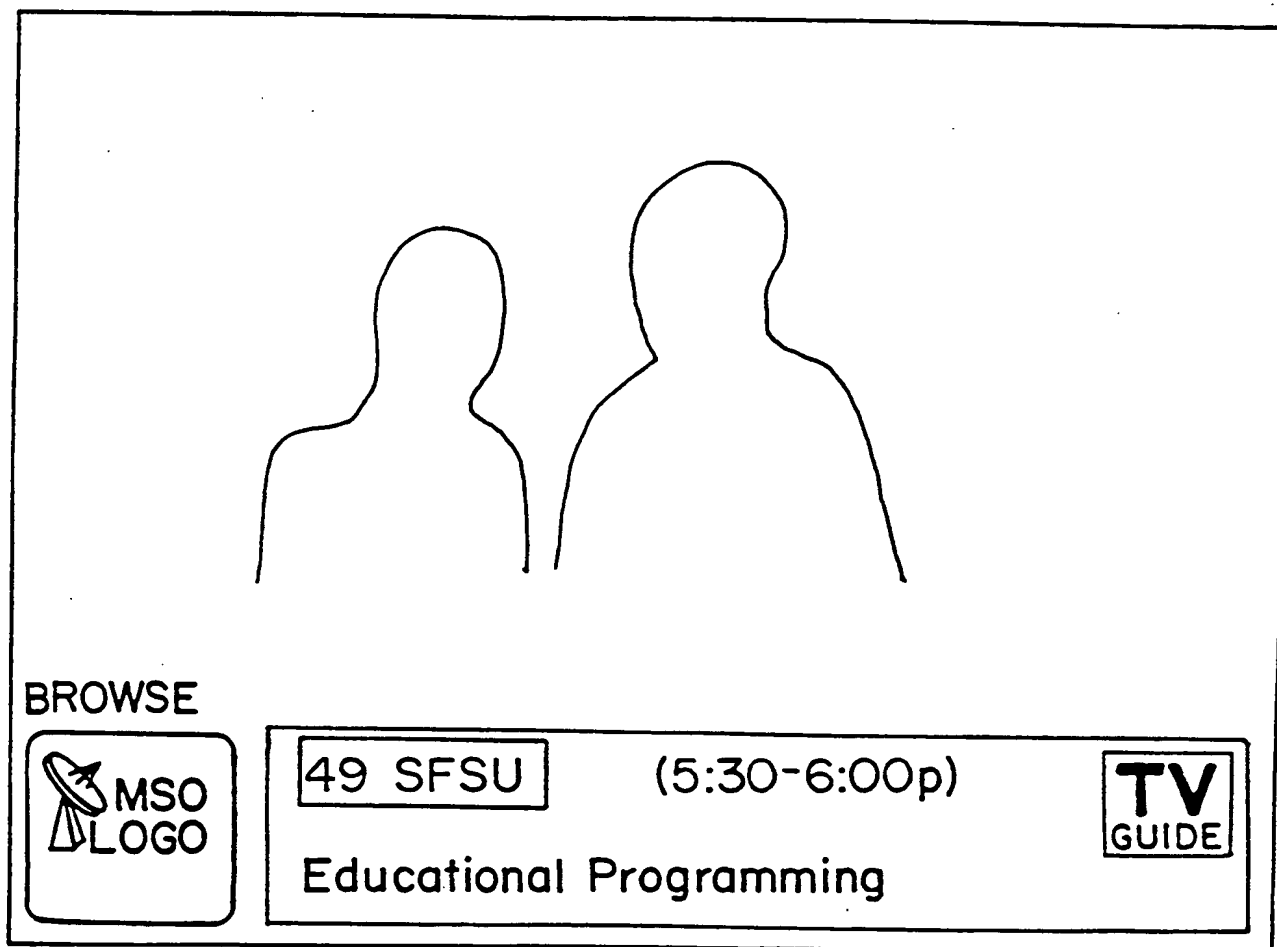 BROWSE
MSO
LOGO
49 SFSU (5:30-6:00p)
Educational Programming
TV
GUIDE